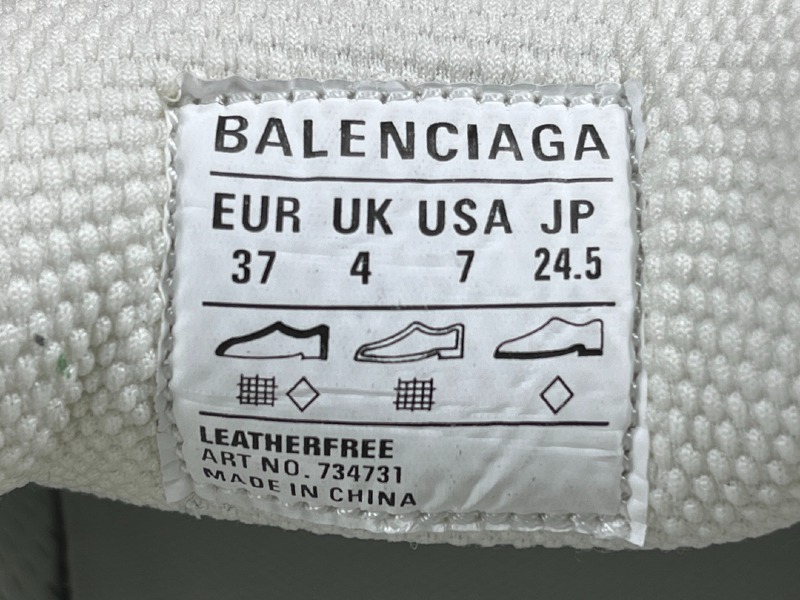 BALENCIAGA
EUR UK USA JP
37 4 7 24.5
LEATHERFREE
ART NO. 734731
MADE IN CHINA